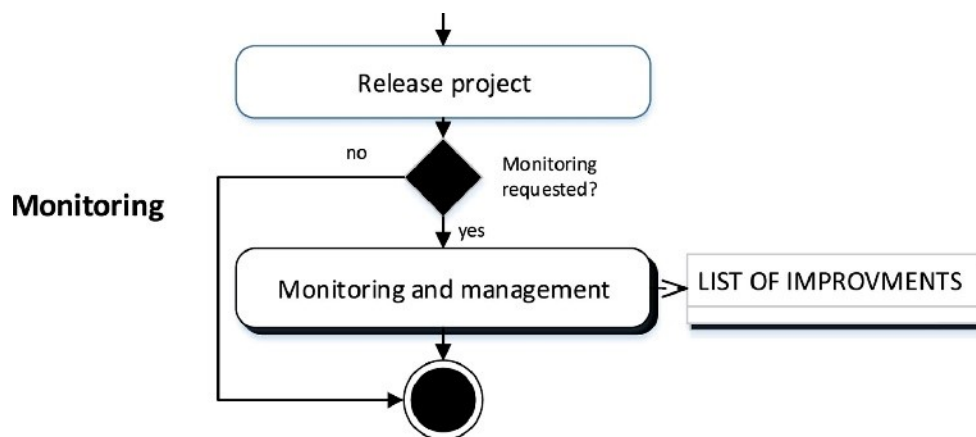 Release project
no
Monitoring
requested?
Monitoring
yes
Monitoring and management
LIST OF IMPROVMENTS